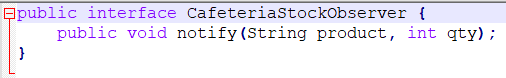 public interface CafeteriaStockObserver {
    public void notify(String product, int qty);
}